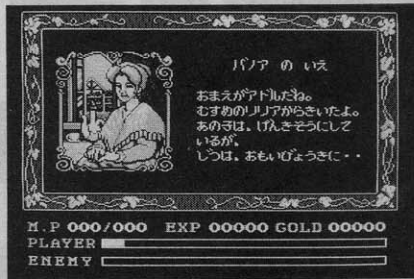 バノア の いえ
おまえがアドルだね。
むすめのリリアからきいたよ。
あのこは、げんきそうにして
いるが、
じつは、おもいびょうきに・・
M.P 000/000 EXP 00000 GOLD 00000
PLAYER
ENEMY